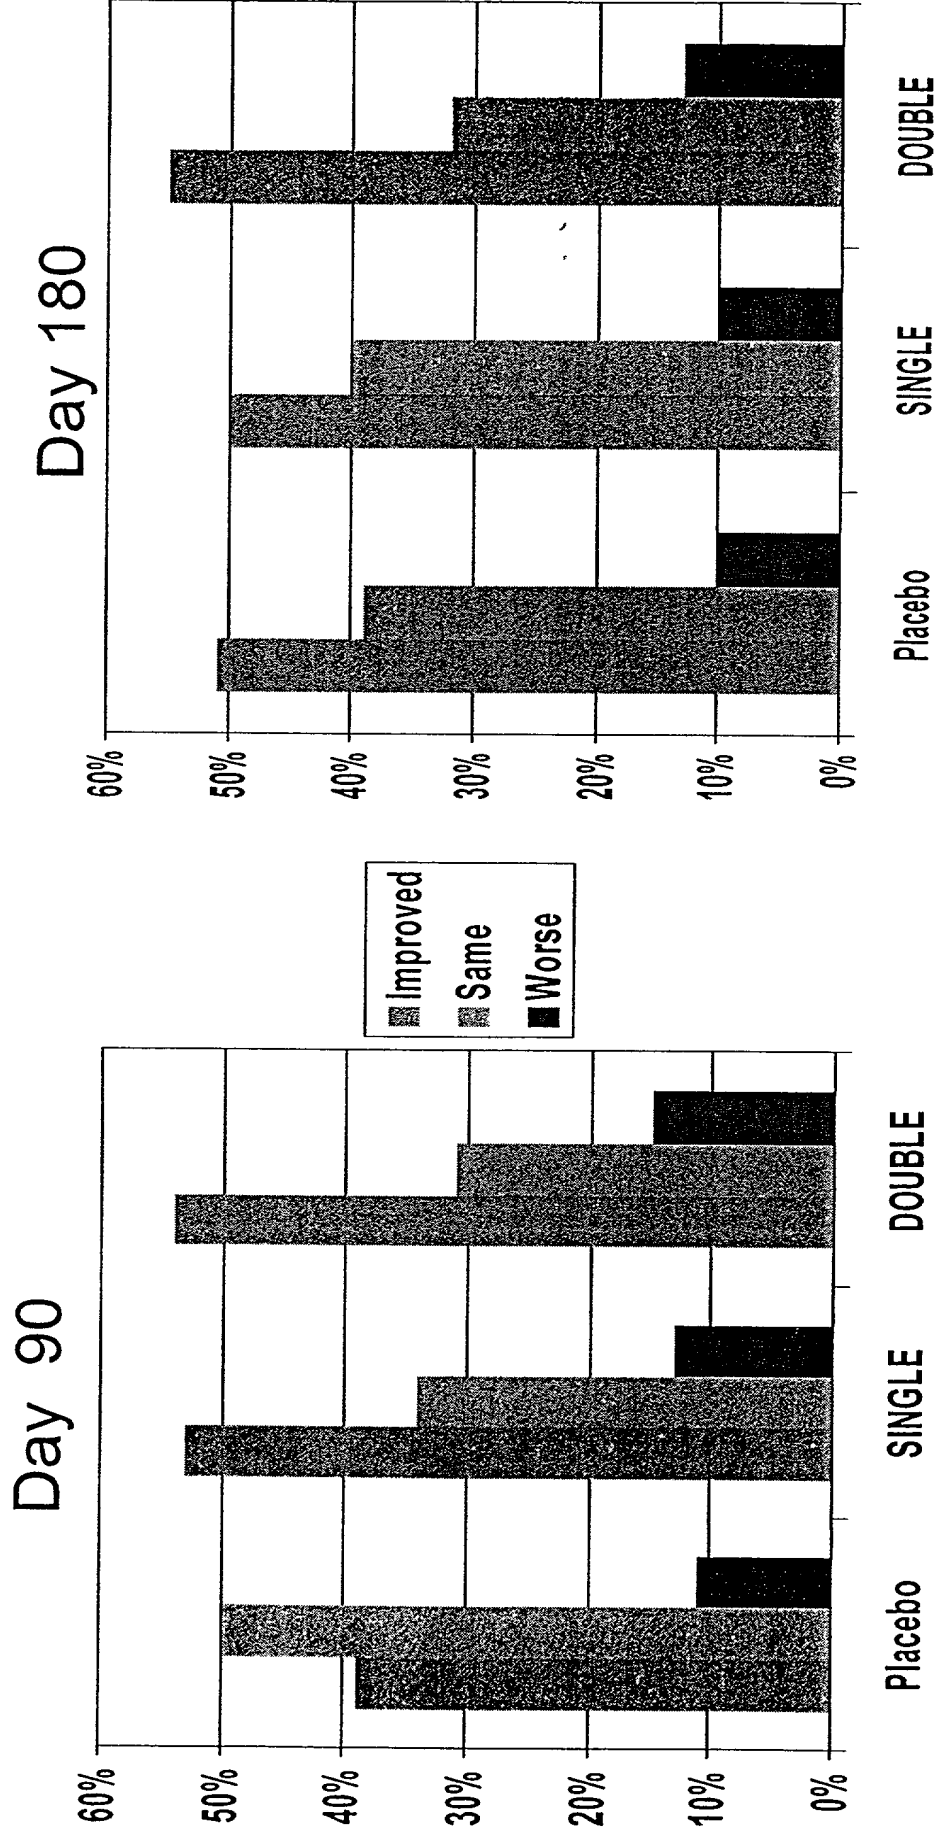 Day 90
60%
50%
40%
30%
20%
10%
0%
Placebo
SINGLE
DOUBLE
Improved
Same
Worse
Day 180
60%
50%
40%
30%
20%
10%
0%
Placebo
SINGLE
DOUBLE